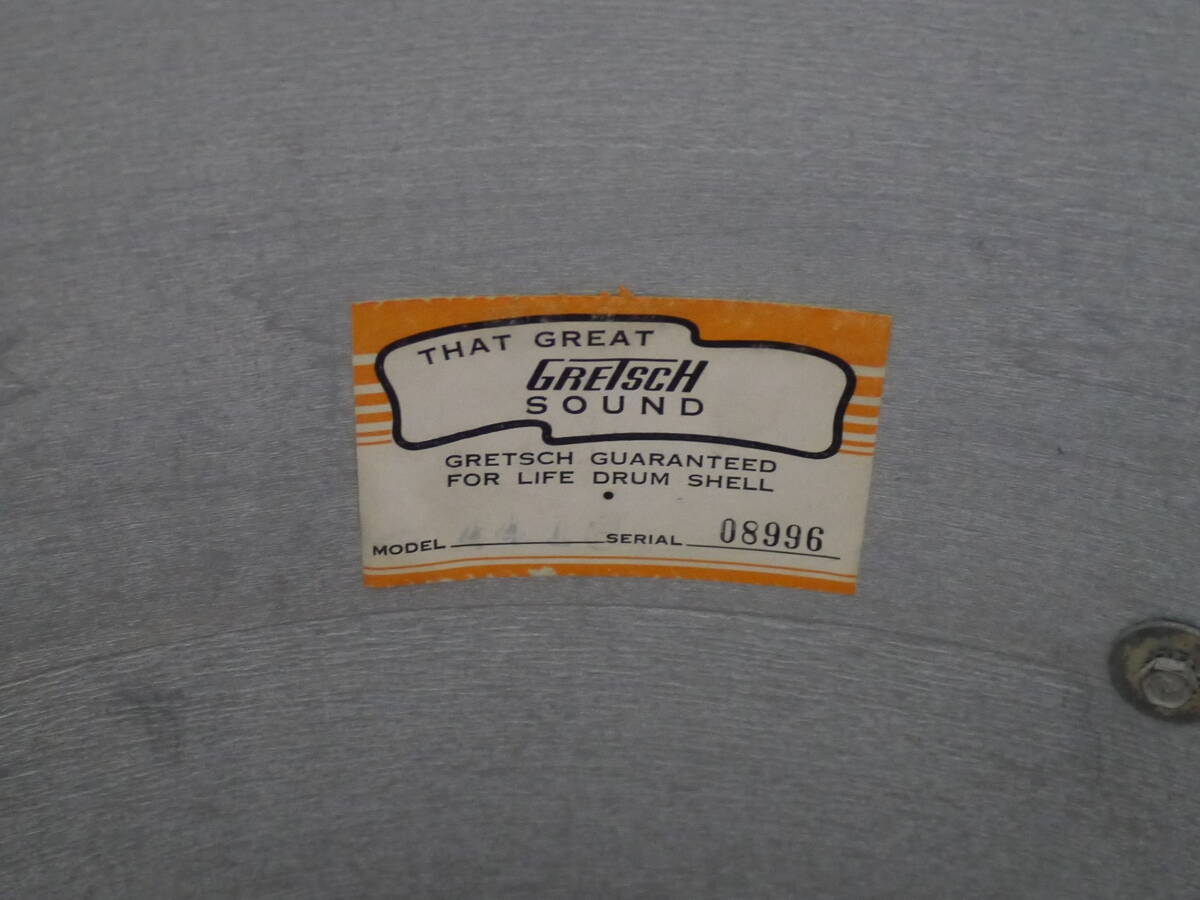 THAT GREAT
GRETSCH
SOUND
GRETSCH GUARANTEED
FOR LIFE DRUM SHELL
MODEL SERIAL 08996